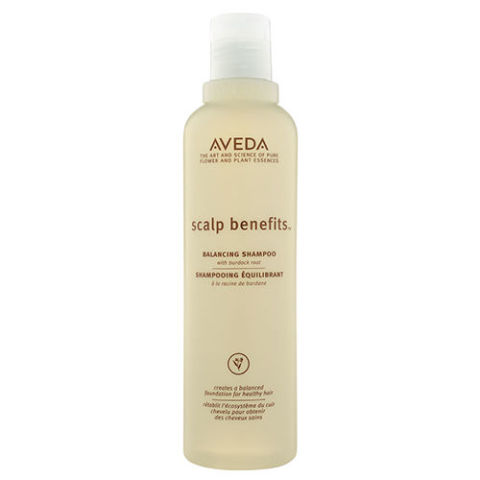 AVEDA
THE ART AND SCIENCE OF PURE
FLOWER AND PLANT ESSENCES
scalp benefits™
BALANCING SHAMPOO
with burdock root
SHAMPOOING ÉQUILIBRANT
à la racine de bardane
creates a balanced
foundation for healthy hair
rétablit l'écosystème du cuir
chevelu pour obtenir
des cheveux sains